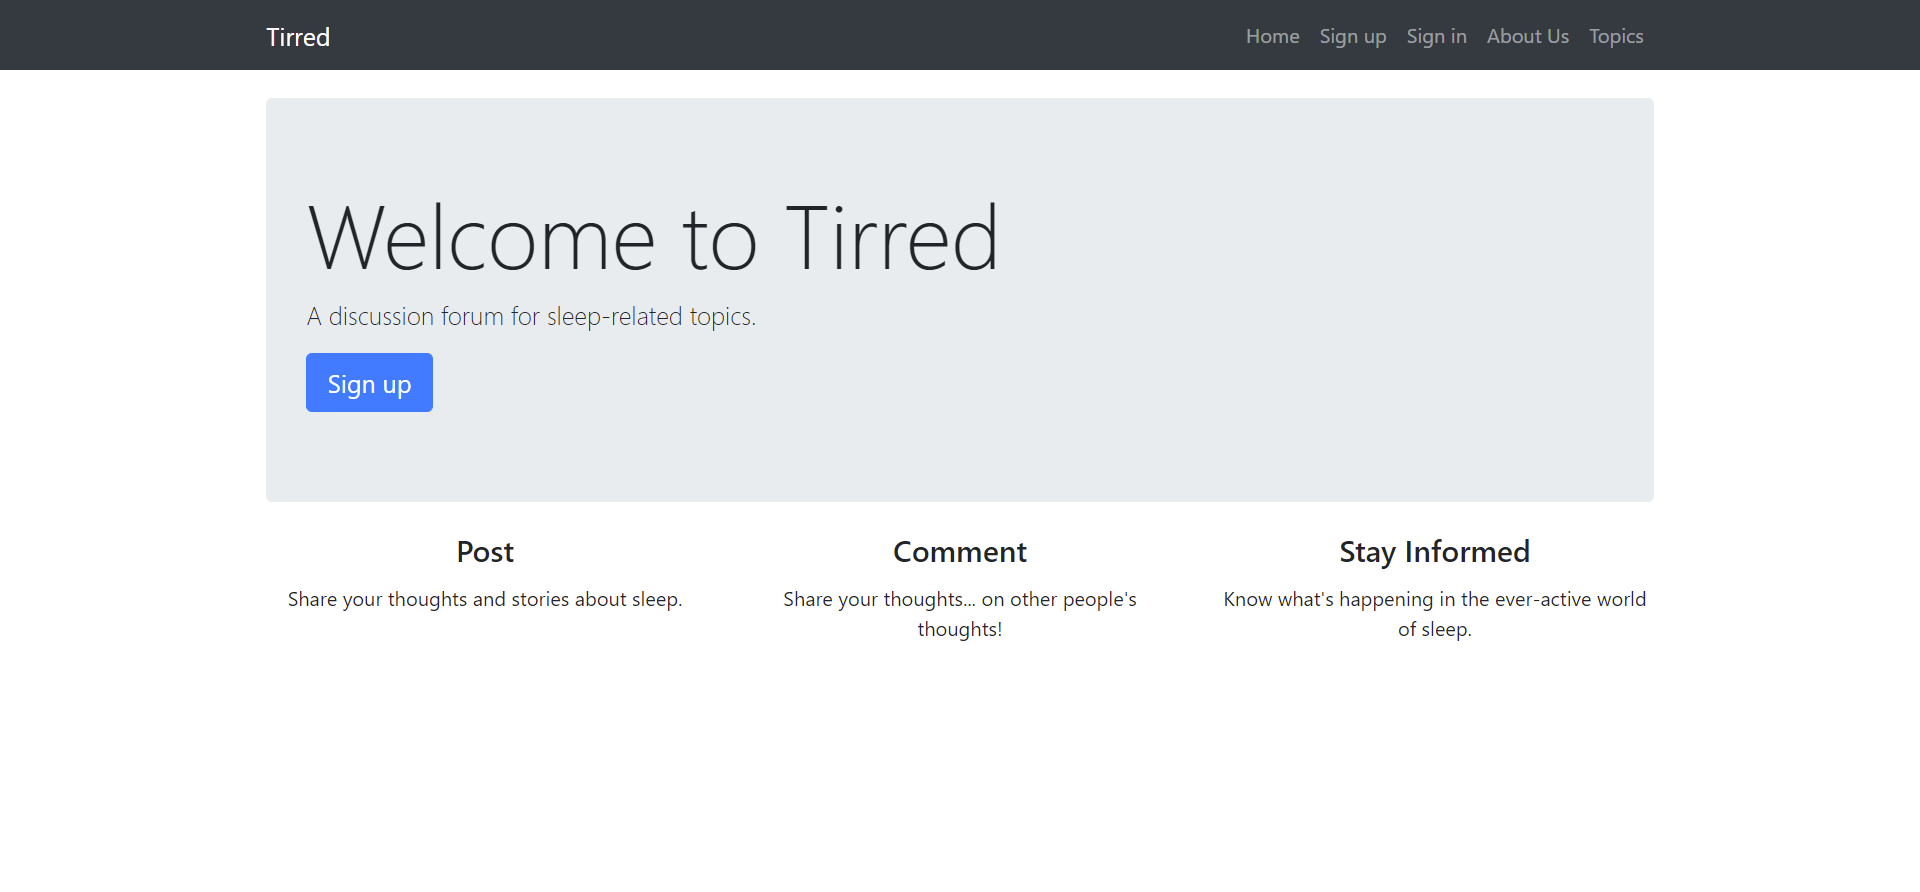 Tirred
Home Sign up Sign in About Us Topics
Welcome to Tirred
A discussion forum for sleep-related topics.
Sign up
Post
Share your thoughts and stories about sleep.
Comment
Share your thoughts... on other people's
thoughts!
Stay Informed
Know what's happening in the ever-active world
of sleep.